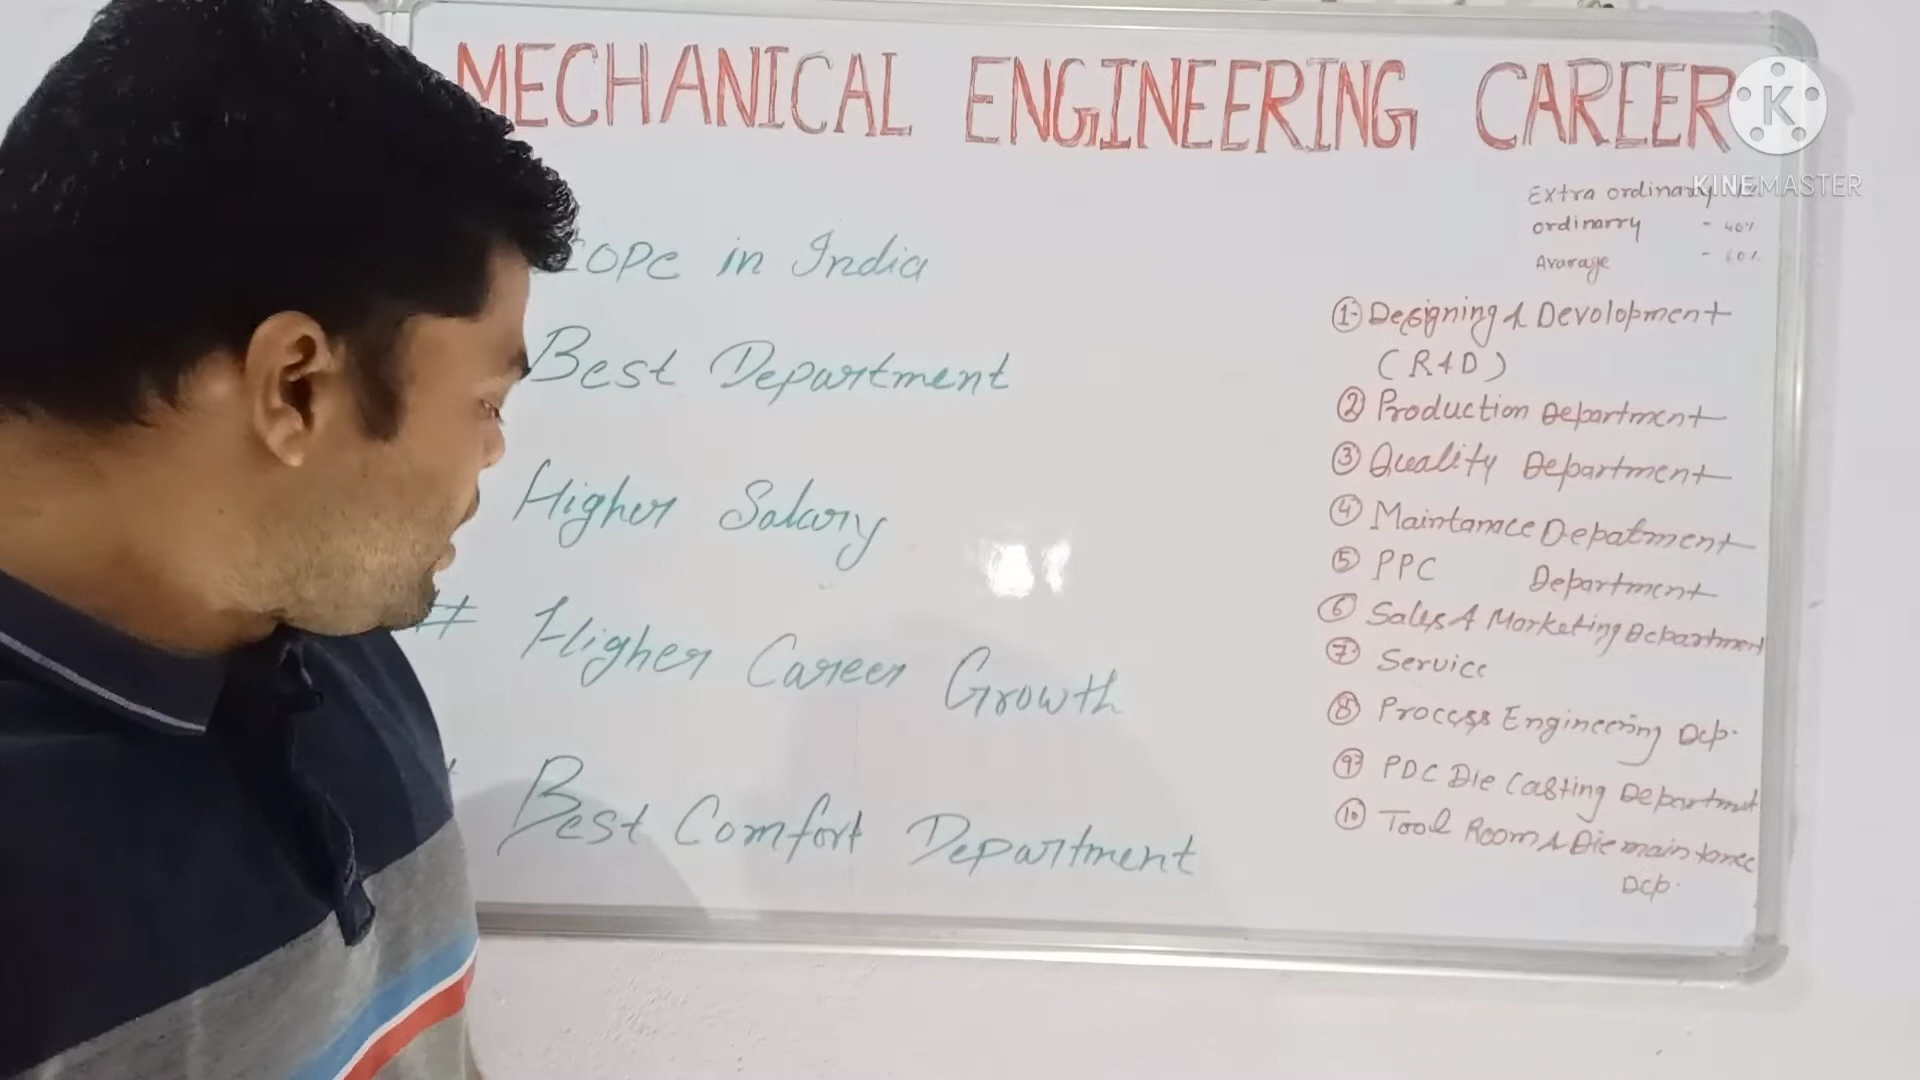 MECHANICAL ENGINEERING CAREER
K
KINEMASTER
Extra ordinary
ordinarry - 40%
Avarage - 60%
in India
Best Department
Higher Salary
# Higher Career Growth
Best Comfort Department
① Designing & Devolopment
(R&D)
② Production Department
③ Quality Department
④ Maintanace Depatment
⑤ PPC Department
⑥ Sales & Marketing Department
⑦ Service
⑧ Process Engineering Dep.
⑨ PDC Die Casting Department
⑩ Tool Room & Die maintance
Dep.